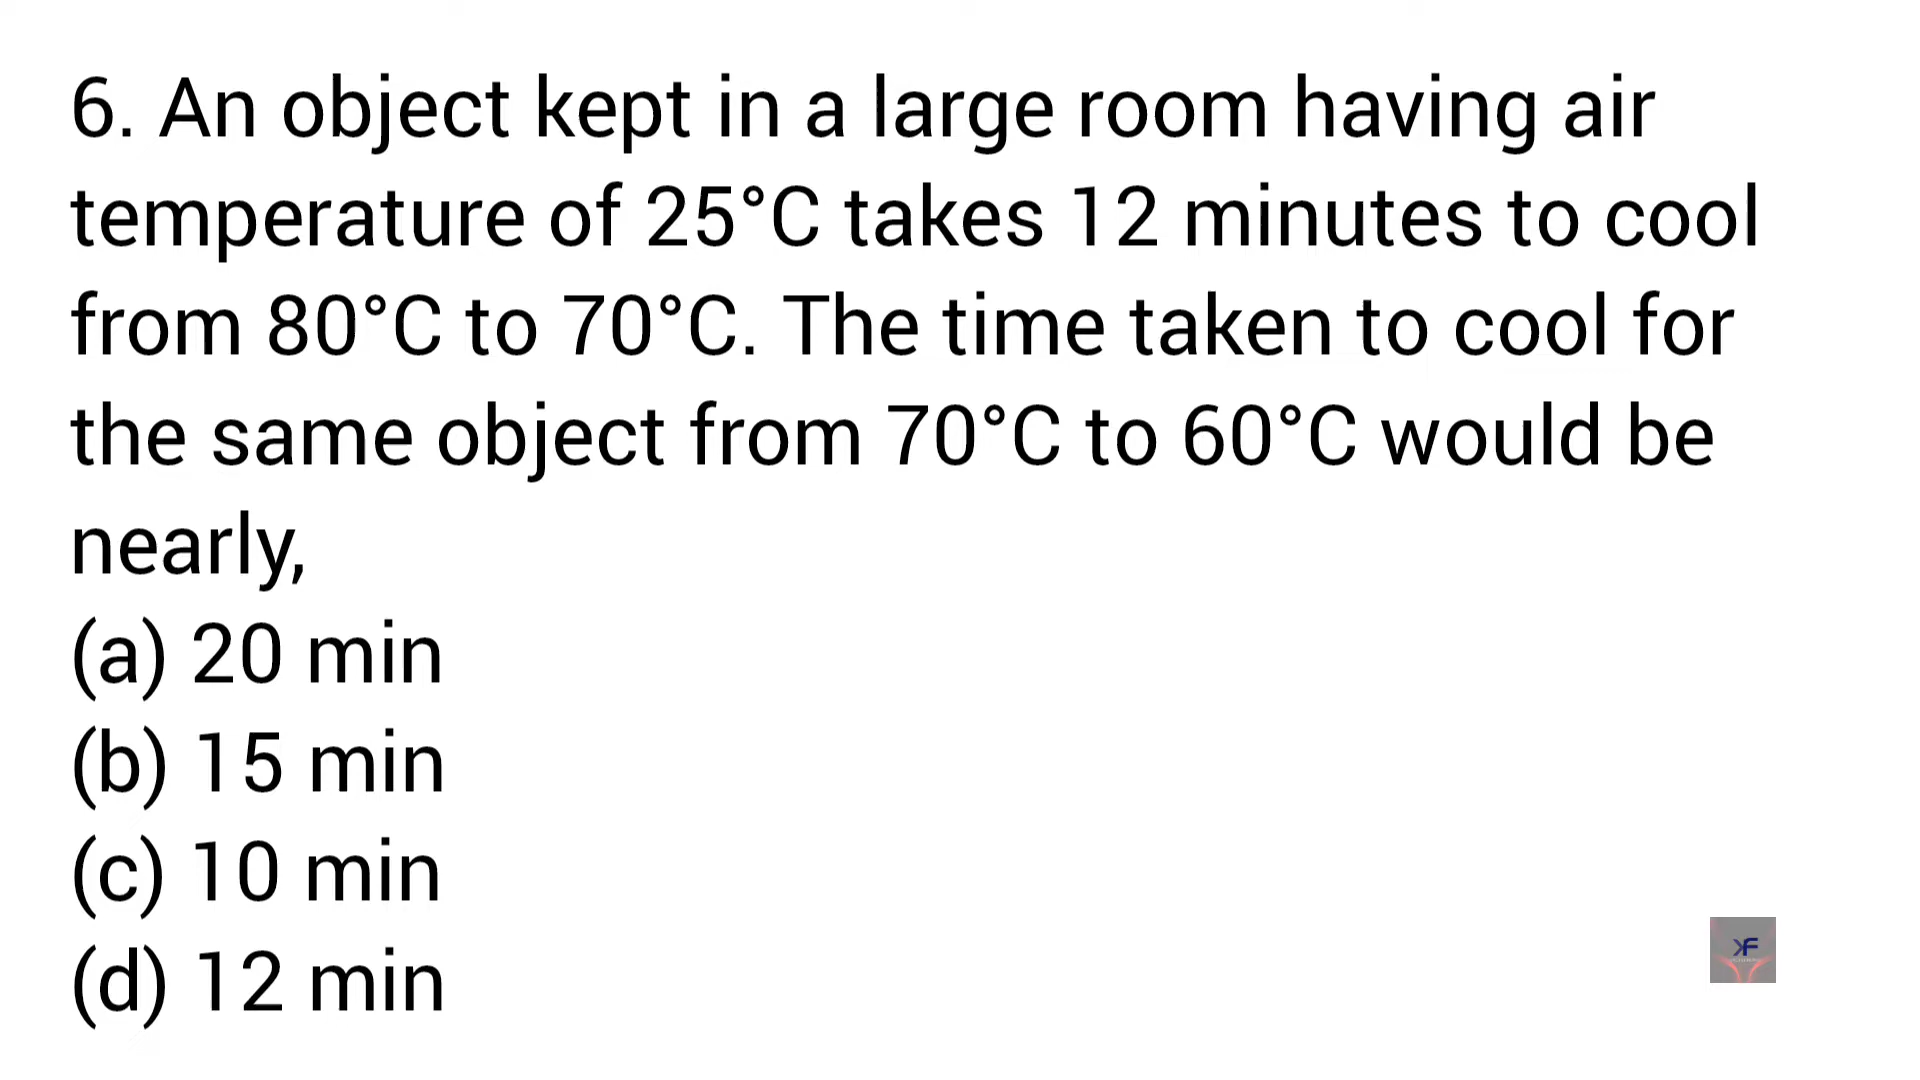 6. An object kept in a large room having air
temperature of 25°C takes 12 minutes to cool
from 80°C to 70°C. The time taken to cool for
the same object from 70°C to 60°C would be
nearly,
(a) 20 min
(b) 15 min
(c) 10 min
(d) 12 min